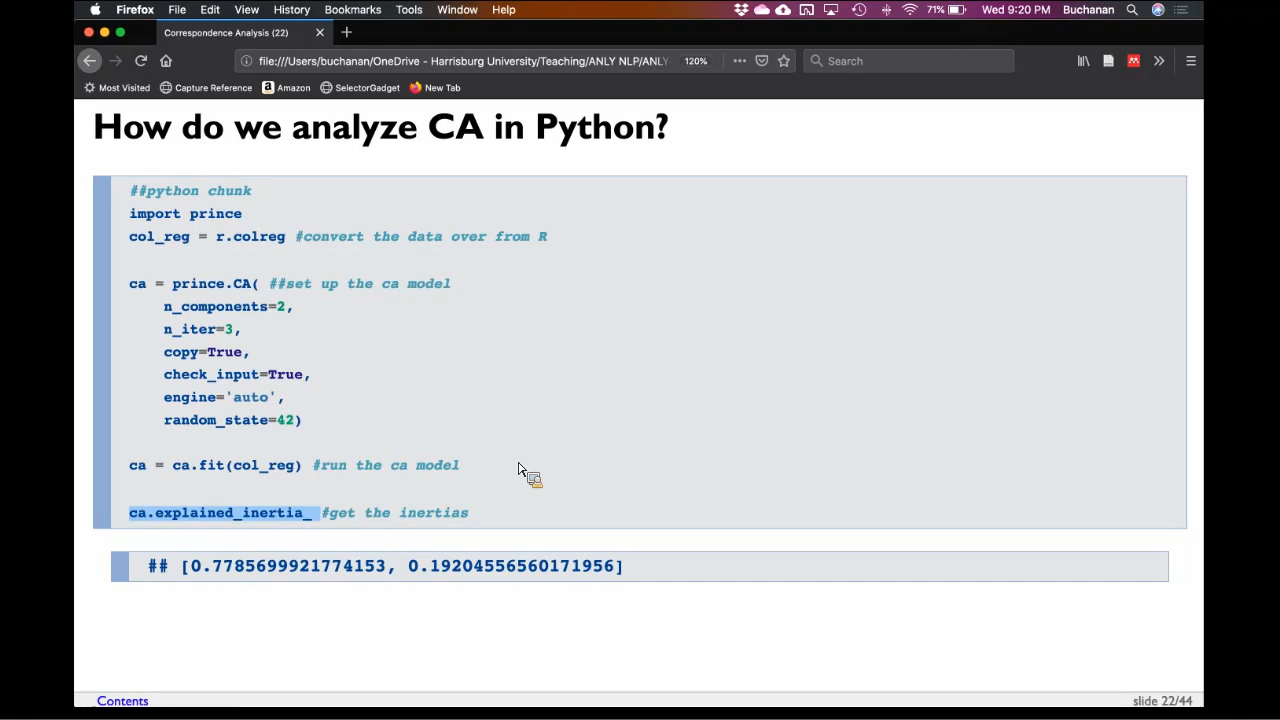 Firefox File Edit View History Bookmarks Tools Window Help 71% Wed 9:20 PM Buchanan
Correspondence Analysis (22)
file:///Users/buchanan/OneDrive - Harrisburg University/Teaching/ANLY NLP/ANLY 120% Search
Most Visited Capture Reference Amazon SelectorGadget New Tab
How do we analyze CA in Python?
##python chunk
import prince
col_reg = r.colreg #convert the data over from R
ca = prince.CA( ##set up the ca model
n_components=2,
n_iter=3,
copy=True,
check_input=True,
engine='auto',
random_state=42)
ca = ca.fit(col_reg) #run the ca model
ca.explained_inertia_ #get the inertias
## [0.7785699921774153, 0.19204556560171956]
Contents
slide 22/44